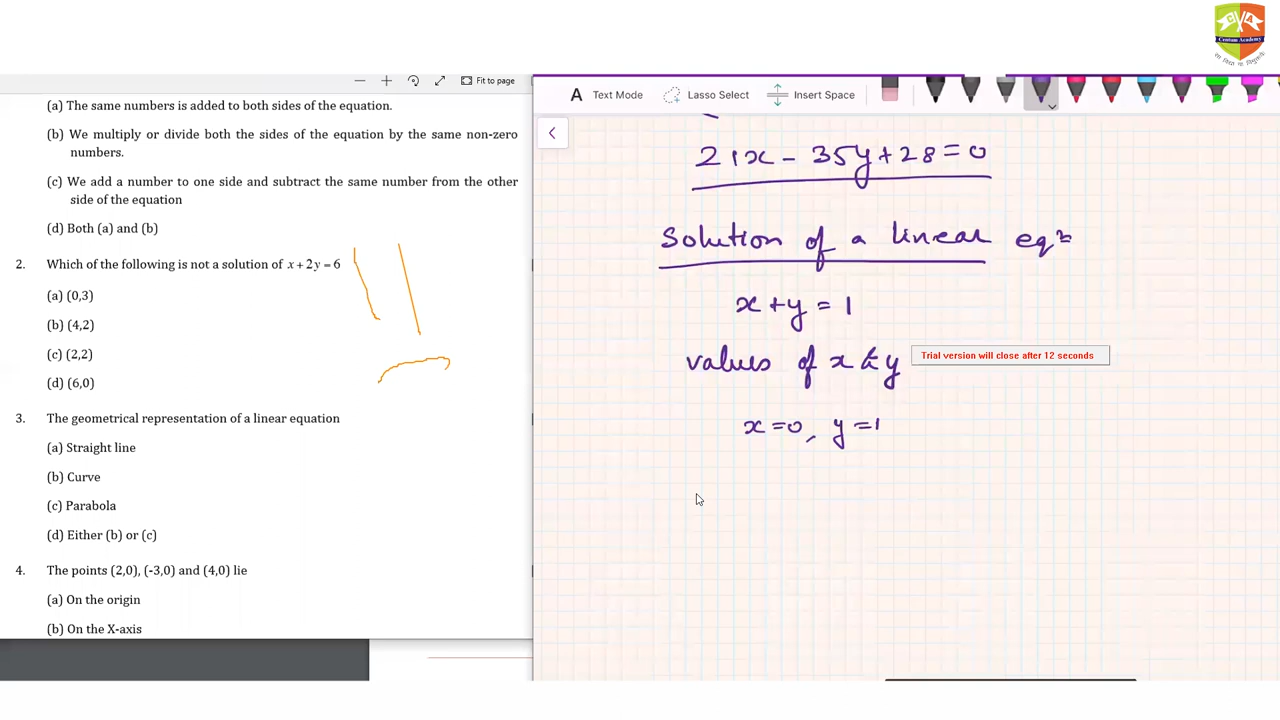 Fit to page
(a) The same numbers is added to both sides of the equation.
(b) We multiply or divide both the sides of the equation by the same non-zero
numbers.
(c) We add a number to one side and subtract the same number from the other
side of the equation
(d) Both (a) and (b)
2. Which of the following is not a solution of x + 2y = 6
(a) (0,3)
(b) (4,2)
(c) (2,2)
(d) (6,0)
3. The geometrical representation of a linear equation
(a) Straight line
(b) Curve
(c) Parabola
(d) Either (b) or (c)
4. The points (2,0), (-3,0) and (4,0) lie
(a) On the origin
(b) On the X-axis
A Text Mode Lasso Select Insert Space
21x - 35y + 28 = 0
Solution of a linear eqn
x + y = 1
values of x & y
Trial version will close after 12 seconds
x = 0, y = 1
CA
Centum Academy